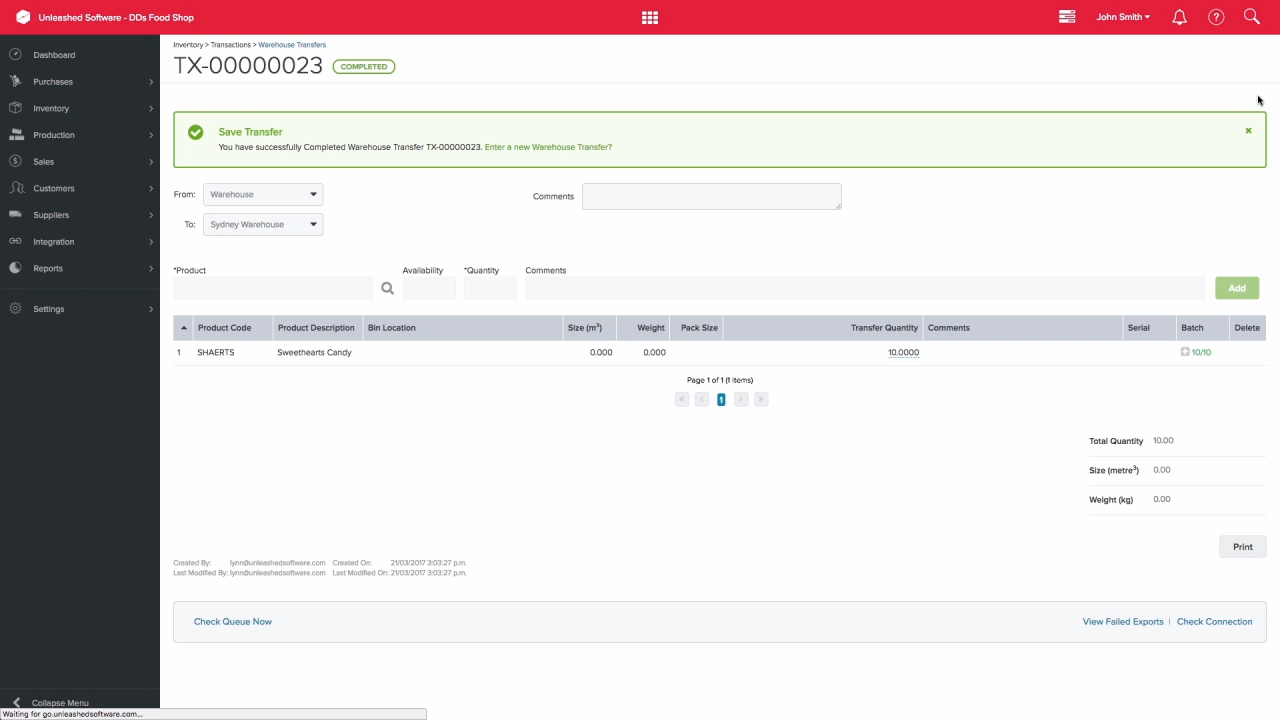 Unleashed Software - DDs Food Shop
John Smith
?
Dashboard
Purchases
Inventory
Production
Sales
Customers
Suppliers
Integration
Reports
Settings
Collapse Menu
Waiting for go.unleashedsoftware.com...
Inventory > Transactions > Warehouse Transfers
TX-00000023 COMPLETED
Save Transfer
You have successfully Completed Warehouse Transfer TX-00000023. Enter a new Warehouse Transfer?
From: Warehouse
Comments
To: Sydney Warehouse
*Product Availability *Quantity Comments
Add
Product Code Product Description Bin Location Size (m³) Weight Pack Size Transfer Quantity Comments Serial Batch Delete
1 SHAERTS Sweethearts Candy 0.000 0.000 10.0000 10/10
Page 1 of 1 (1 items)
« < 1 > »
Total Quantity 10.00
Size (metre³) 0.00
Weight (kg) 0.00
Print
Created By: lynn@unleashedsoftware.com Created On: 21/03/2017 3:03:27 p.m.
Last Modified By: lynn@unleashedsoftware.com Last Modified On: 21/03/2017 3:03:27 p.m.
Check Queue Now
View Failed Exports | Check Connection